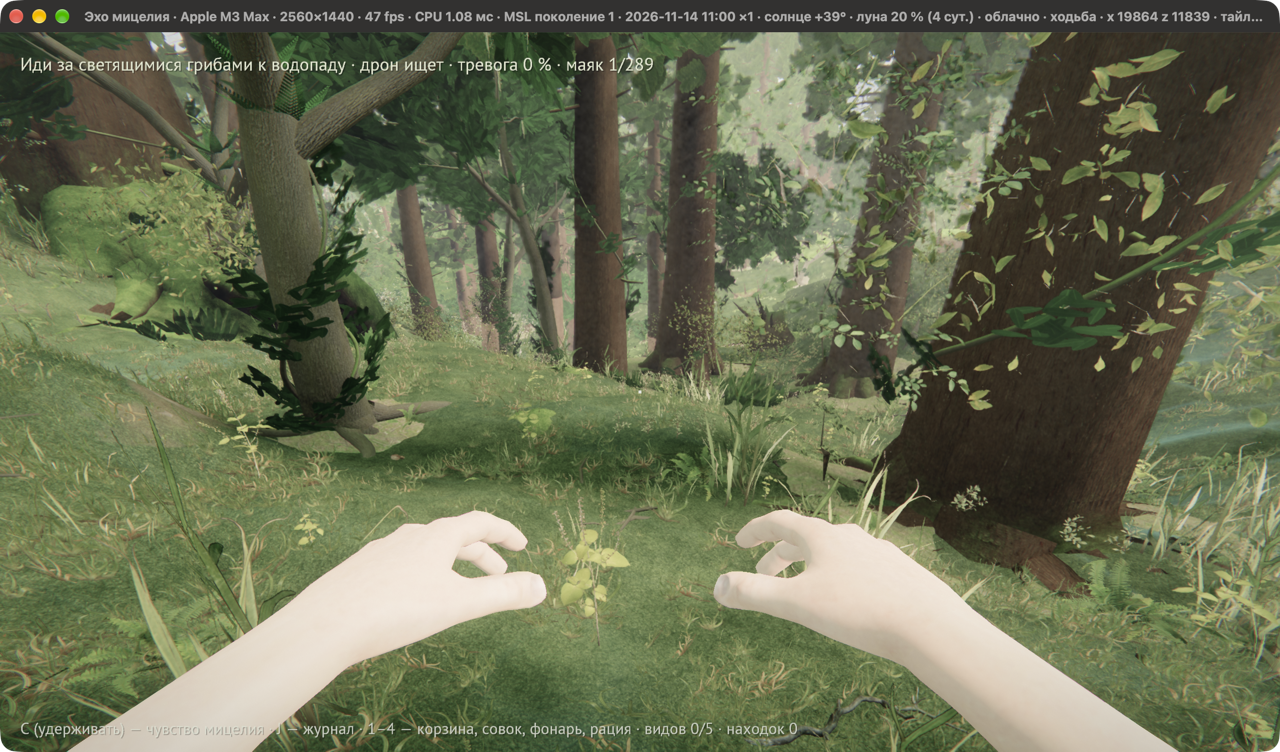 Эхо мицелия · Apple M3 Max · 2560×1440 · 47 fps · CPU 1.08 мс · MSL поколение 1 · 2026-11-14 11:00 ×1 · солнце +39° · луна 20 % (4 сут.) · облачно · ходьба · x 19864 z 11839 · тайл...
Иди за светящимися грибами к водопаду · дрон ищет · тревога 0 % · маяк 1/289
C (удерживать) — чувство мицелия · J — журнал · 1–4 — корзина, совок, фонарь, рация · видов 0/5 · находок 0